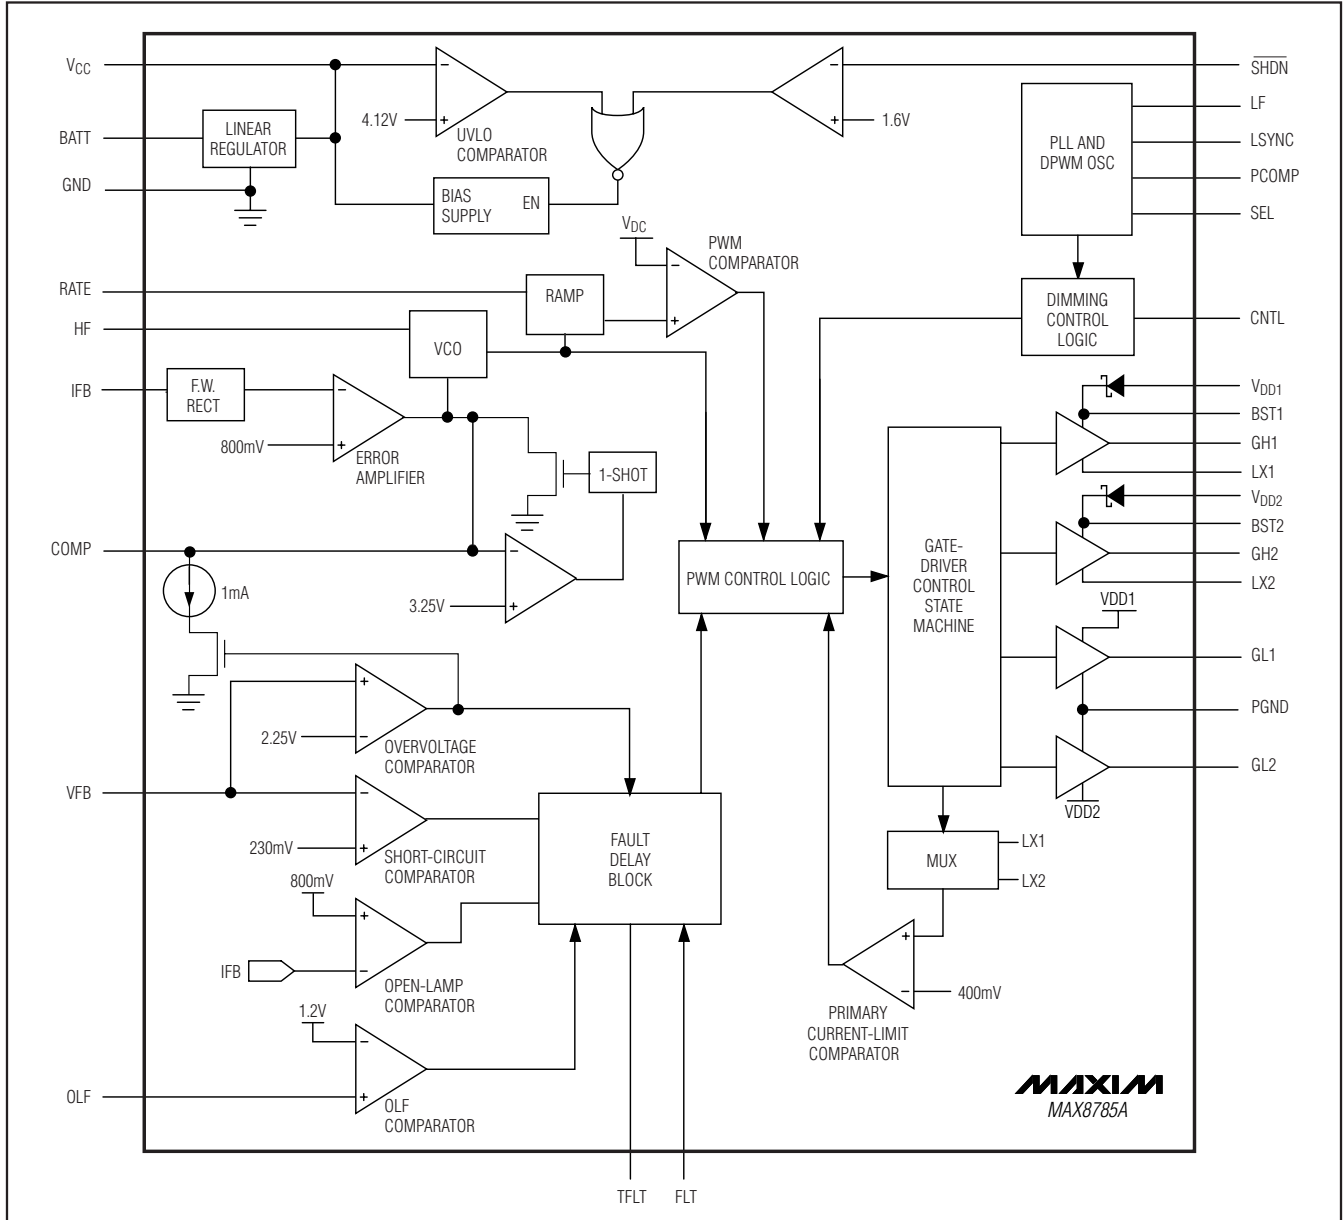 VCC
BATT
GND
LINEAR
REGULATOR
4.12V
−
+
UVLO
COMPARATOR
BIAS
SUPPLY
EN
−
+
1.6V
PLL AND
DPWM OSC
SHDN
LF
LSYNC
PCOMP
SEL
RATE
HF
IFB
RAMP
VCO
VDC
−
+
PWM
COMPARATOR
DIMMING
CONTROL
LOGIC
CNTL
F.W.
RECT
800mV
−
+
ERROR
AMPLIFIER
1-SHOT
COMP
1mA
3.25V
−
+
PWM CONTROL LOGIC
GATE-
DRIVER
CONTROL
STATE
MACHINE
VDD1
BST1
GH1
LX1
VDD2
BST2
GH2
LX2
VDD1
GL1
PGND
GL2
VDD2
+
2.25V
−
OVERVOLTAGE
COMPARATOR
VFB
−
230mV
+
SHORT-CIRCUIT
COMPARATOR
FAULT
DELAY
BLOCK
MUX
LX1
LX2
800mV
+
IFB
−
OPEN-LAMP
COMPARATOR
+
−
400mV
PRIMARY
CURRENT-LIMIT
COMPARATOR
1.2V
−
OLF
+
OLF
COMPARATOR
MAXIM
MAX8785A
TFLT
FLT